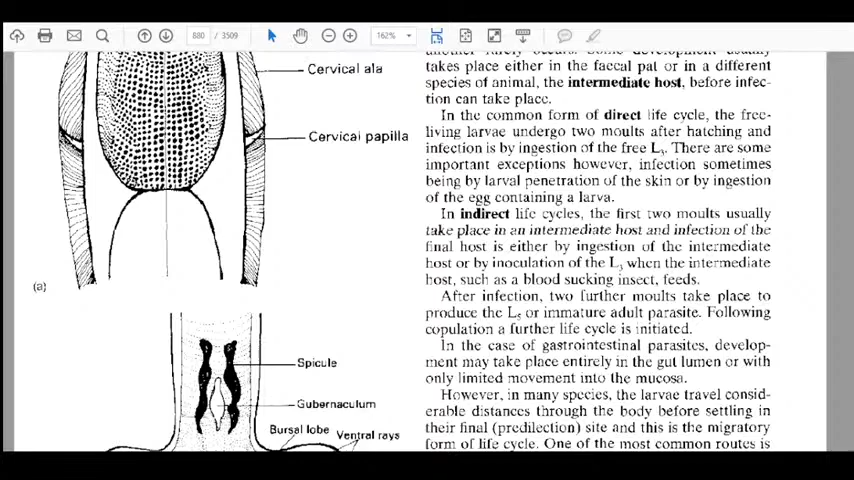 880 / 3509
162%
Cervical ala
Cervical papilla
(a)
Spicule
Gubernaculum
Bursal lobe
Ventral rays
another rarely occurs. Some development usually
takes place either in the faecal pat or in a different
species of animal, the intermediate host, before infec-
tion can take place.
In the common form of direct life cycle, the free-
living larvae undergo two moults after hatching and
infection is by ingestion of the free L3. There are some
important exceptions however, infection sometimes
being by larval penetration of the skin or by ingestion
of the egg containing a larva.
In indirect life cycles, the first two moults usually
take place in an intermediate host and infection of the
final host is either by ingestion of the intermediate
host or by inoculation of the L3 when the intermediate
host, such as a blood sucking insect, feeds.
After infection, two further moults take place to
produce the L5 or immature adult parasite. Following
copulation a further life cycle is initiated.
In the case of gastrointestinal parasites, develop-
ment may take place entirely in the gut lumen or with
only limited movement into the mucosa.
However, in many species, the larvae travel consid-
erable distances through the body before settling in
their final (predilection) site and this is the migratory
form of life cycle. One of the most common routes is